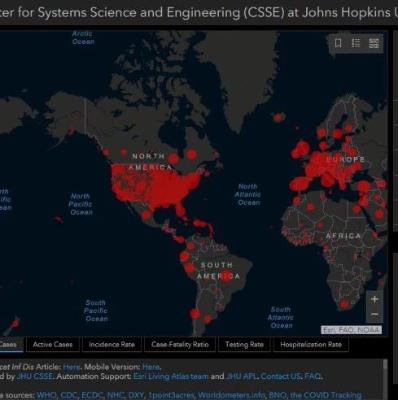 ter for Systems Science and Engineering (CSSE) at Johns Hopkins U
Arctic
Ocean
NORTH
AMERICA
EUROPE
North
Pacific
Ocean
North
Atlantic
Ocean
AFRICA
SOUTH
AMERICA
South
Pacific
Ocean
South
Atlantic
Ocean
+
−
Esri, FAO, NOAA
Cases Active Cases Incidence Rate Case-Fatality Ratio Testing Rate Hospitalization Rate
cet Inf Dis Article: Here. Mobile Version: Here.
d by JHU CSSE. Automation Support: Esri Living Atlas team and JHU APL. Contact US. FAQ.
a sources: WHO, CDC, ECDC, NHC, DXY, 1point3acres, Worldometers.info, BNO, the COVID Tracking